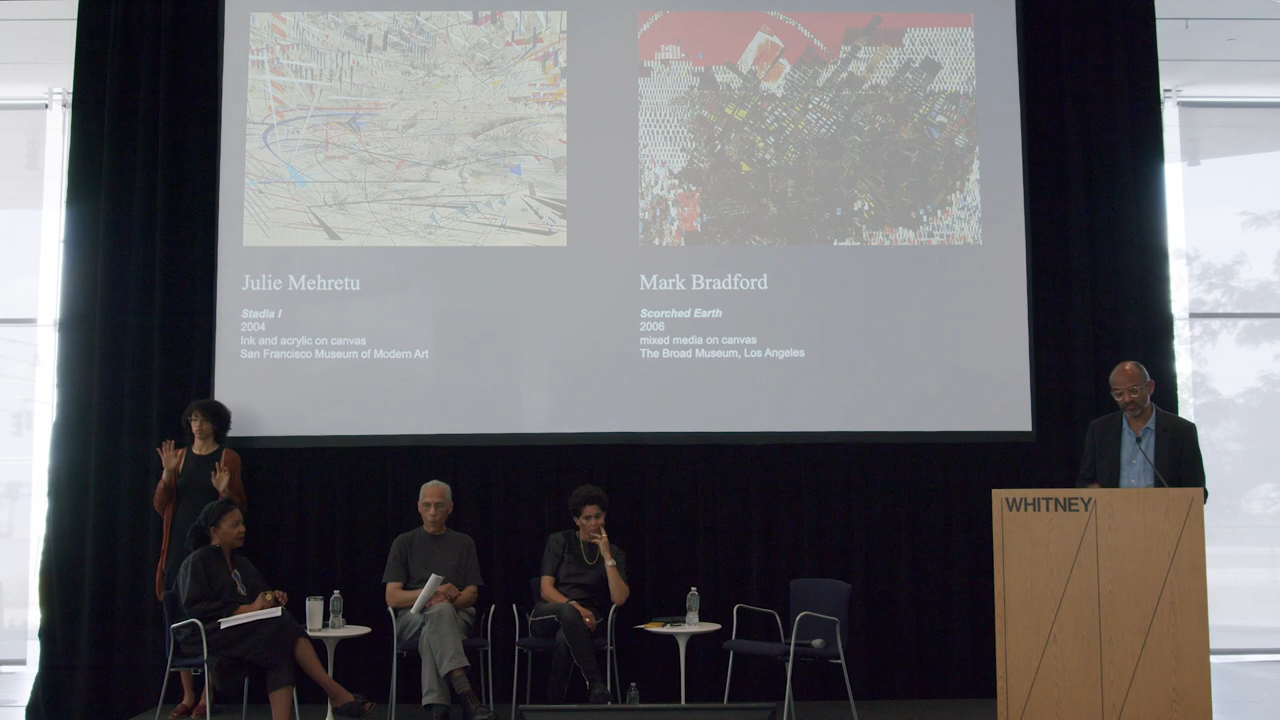 Julie Mehretu
Stadia I
2004
Ink and acrylic on canvas
San Francisco Museum of Modern Art
Mark Bradford
Scorched Earth
2006
mixed media on canvas
The Broad Museum, Los Angeles
WHITNEY